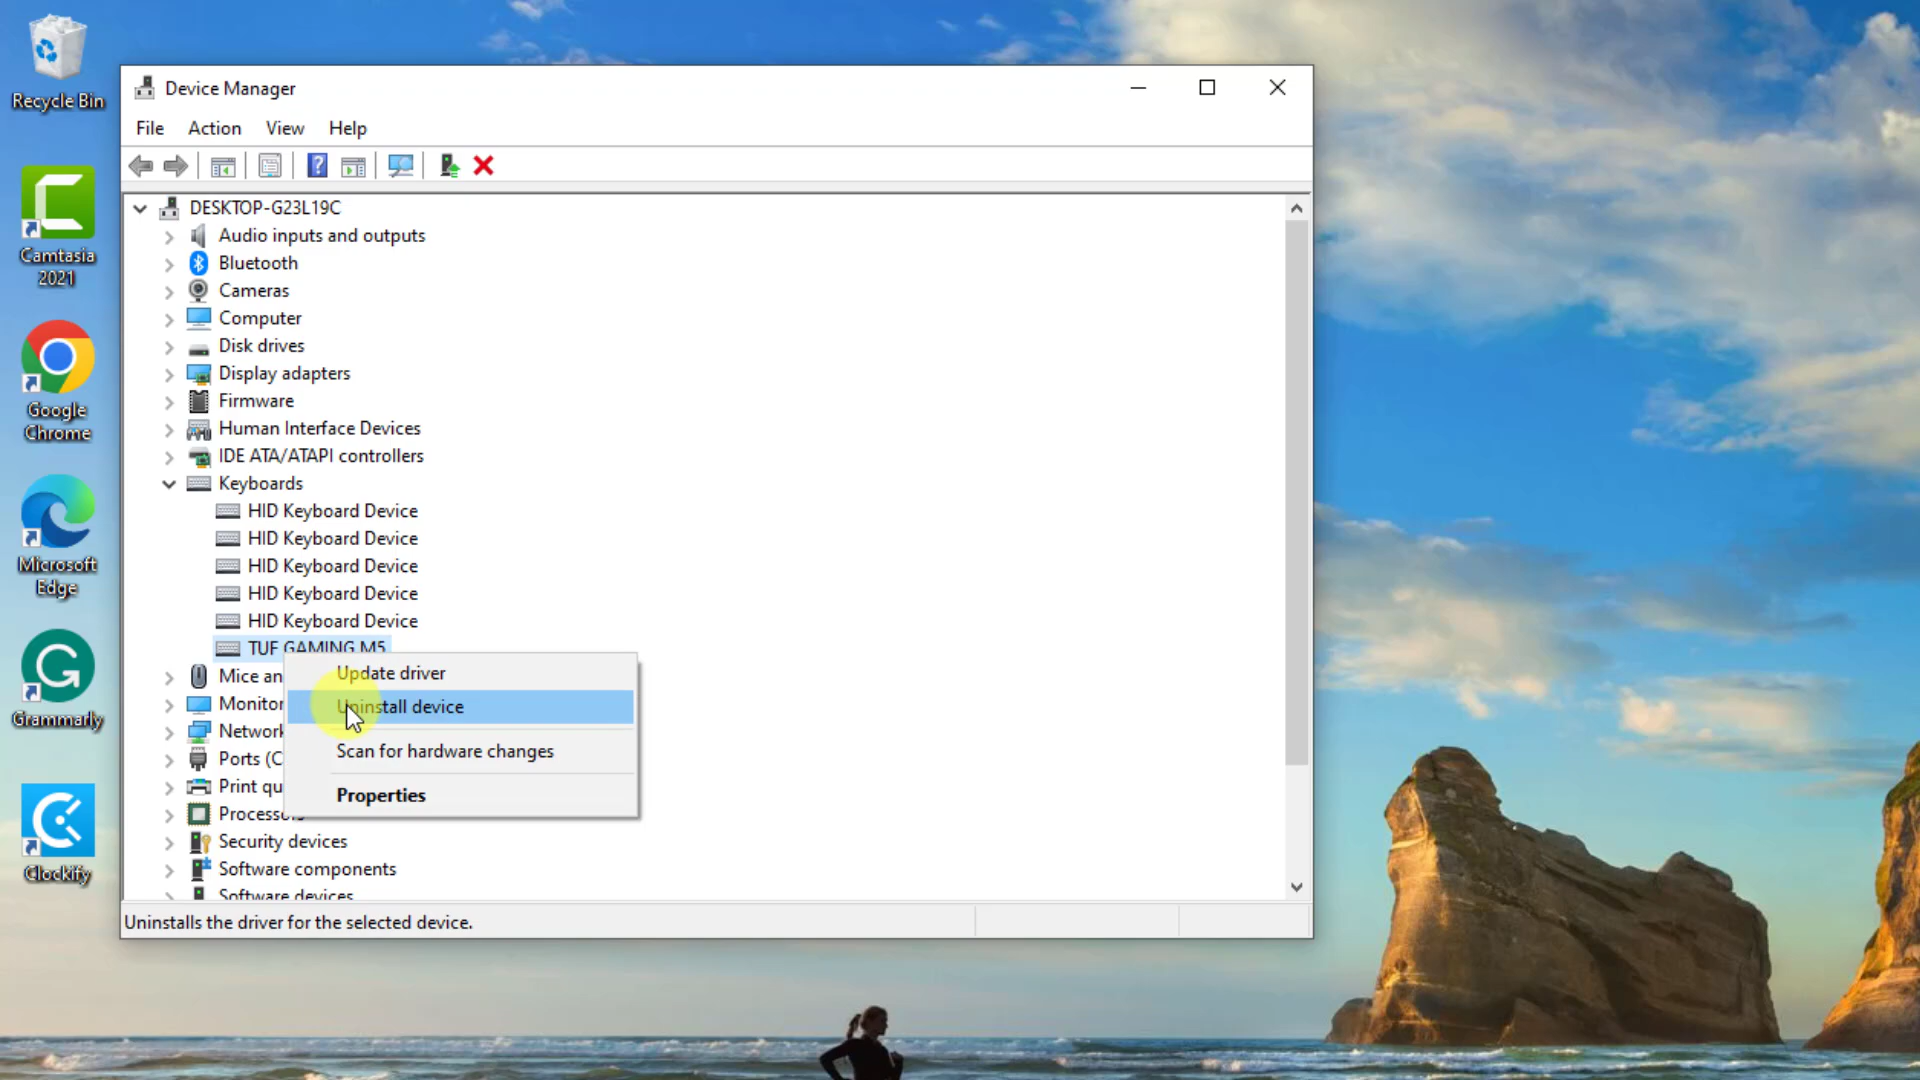 Recycle Bin
Camtasia
2021
Google
Chrome
Microsoft
Edge
Grammarly
Clockify
Device Manager
File Action View Help
DESKTOP-G23L19C
Audio inputs and outputs
Bluetooth
Cameras
Computer
Disk drives
Display adapters
Firmware
Human Interface Devices
IDE ATA/ATAPI controllers
Keyboards
HID Keyboard Device
HID Keyboard Device
HID Keyboard Device
HID Keyboard Device
HID Keyboard Device
TUF GAMING M5
Mice an
Monitor
Network
Ports (C
Print qu
Processors
Security devices
Software components
Software devices
Update driver
Uninstall device
Scan for hardware changes
Properties
Uninstalls the driver for the selected device.